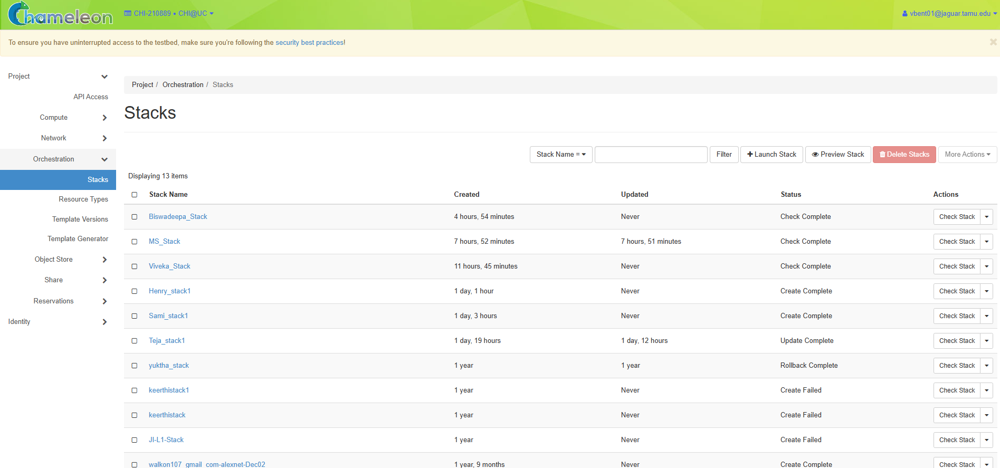 Chameleon
CHI-210889 • CHI@UC
vbent01@jaguar.tamu.edu
To ensure you have uninterrupted access to the testbed, make sure you're following the security best practices!
Project
API Access
Compute
Network
Orchestration
Stacks
Resource Types
Template Versions
Template Generator
Object Store
Share
Reservations
Identity
Project / Orchestration / Stacks
Stacks
Stack Name = Filter Launch Stack Preview Stack Delete Stacks More Actions
Displaying 13 items
Stack Name Created Updated Status Actions
Biswadeepa_Stack 4 hours, 54 minutes Never Check Complete Check Stack
MS_Stack 7 hours, 52 minutes 7 hours, 51 minutes Check Complete Check Stack
Viveka_Stack 11 hours, 45 minutes Never Check Complete Check Stack
Henry_stack1 1 day, 1 hour Never Create Complete Check Stack
Sami_stack1 1 day, 3 hours Never Create Complete Check Stack
Teja_stack1 1 day, 19 hours 1 day, 12 hours Update Complete Check Stack
yuktha_stack 1 year 1 year Rollback Complete Check Stack
keerthistack1 1 year Never Create Failed Check Stack
keerthistack 1 year Never Create Failed Check Stack
JI-L1-Stack 1 year Never Create Failed Check Stack
walkon107_gmail_com-alexnet-Dec02 1 year, 9 months Never Create Complete Check Stack